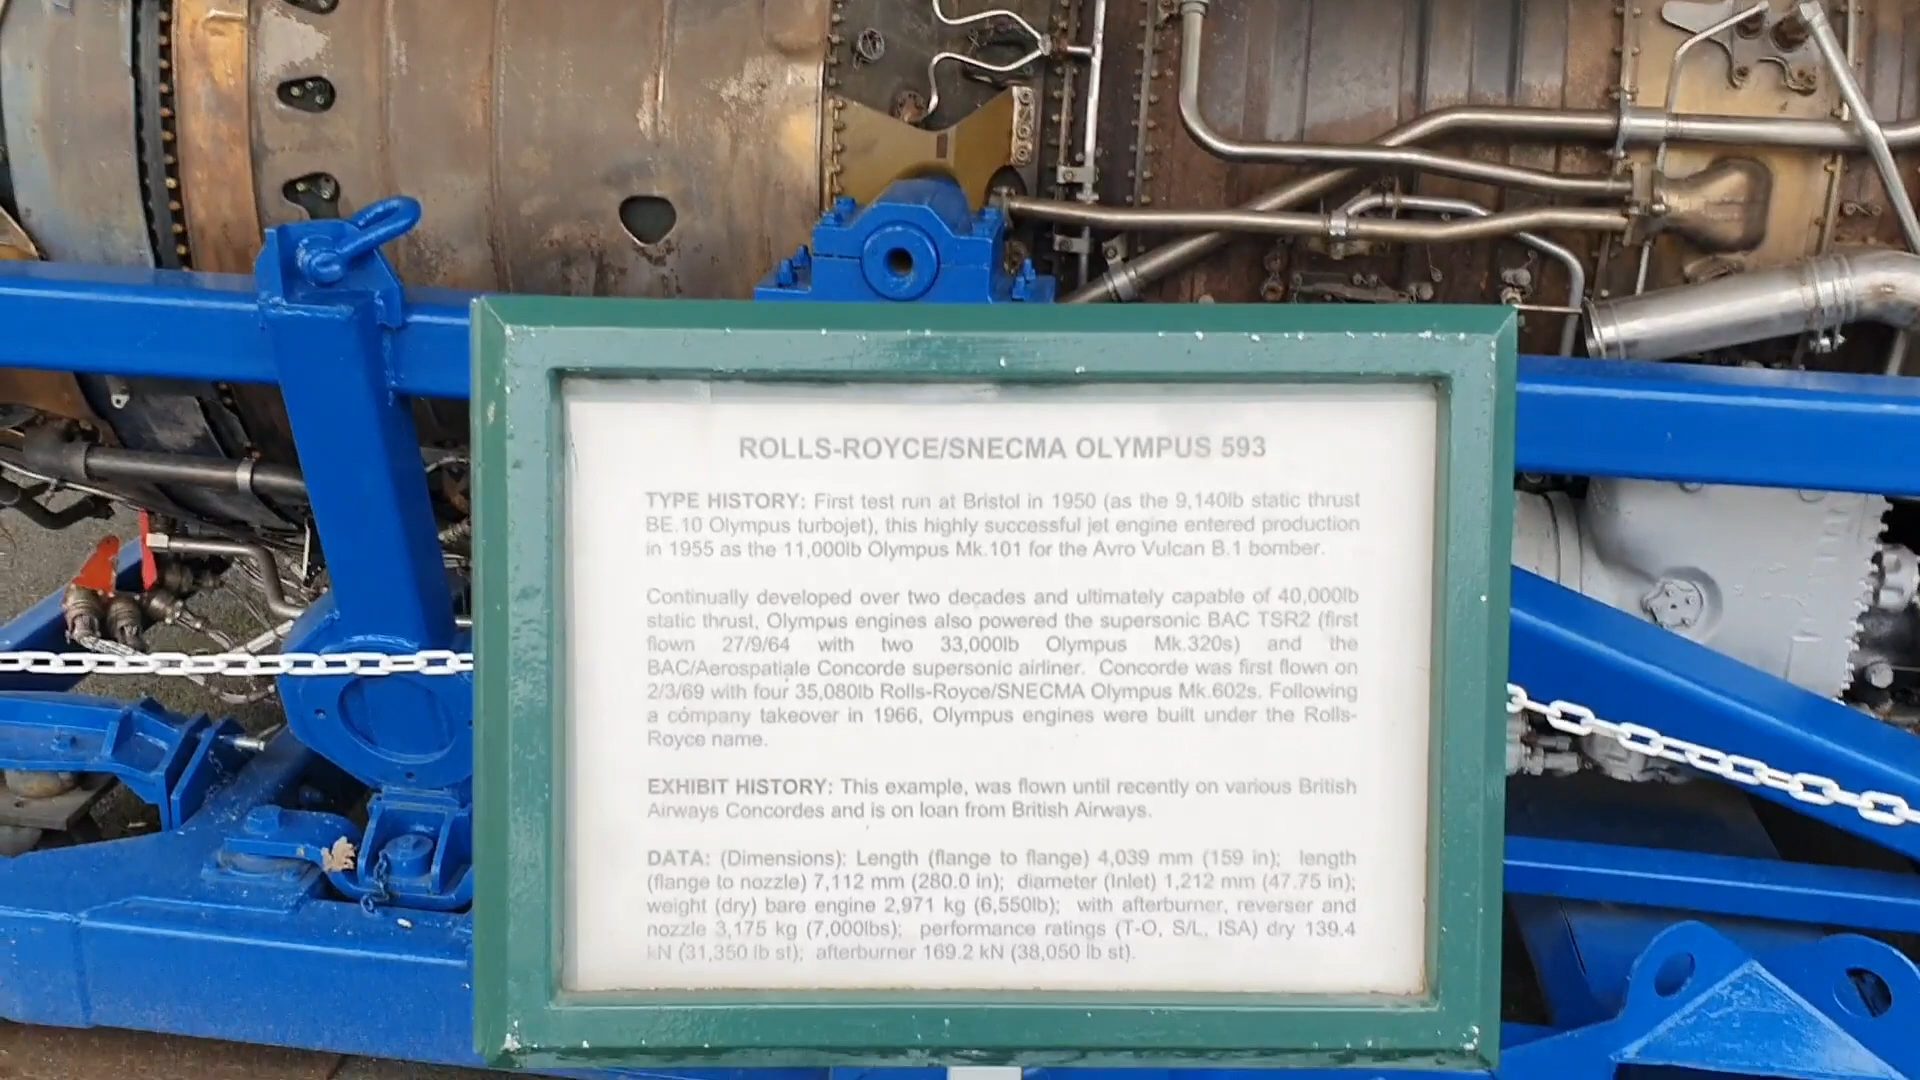 ROLLS-ROYCE/SNECMA OLYMPUS 593
TYPE HISTORY: First test run at Bristol in 1950 (as the 9,140lb static thrust
BE.10 Olympus turbojet), this highly successful jet engine entered production
in 1955 as the 11,000lb Olympus Mk.101 for the Avro Vulcan B.1 bomber.
Continually developed over two decades and ultimately capable of 40,000lb
static thrust, Olympus engines also powered the supersonic BAC TSR2 (first
flown 27/9/64 with two 33,000lb Olympus Mk.320s) and the
BAC/Aerospatiale Concorde supersonic airliner. Concorde was first flown on
2/3/69 with four 35,080lb Rolls-Royce/SNECMA Olympus Mk.602s. Following
a company takeover in 1966, Olympus engines were built under the Rolls-
Royce name.
EXHIBIT HISTORY: This example, was flown until recently on various British
Airways Concordes and is on loan from British Airways.
DATA: (Dimensions): Length (flange to flange) 4,039 mm (159 in); length
(flange to nozzle) 7,112 mm (280.0 in); diameter (Inlet) 1,212 mm (47.75 in);
weight (dry) bare engine 2,971 kg (6,550lb); with afterburner, reverser and
nozzle 3,175 kg (7,000lbs); performance ratings (T-O, S/L, ISA) dry 139.4
kN (31,350 lb st); afterburner 169.2 kN (38,050 lb st).